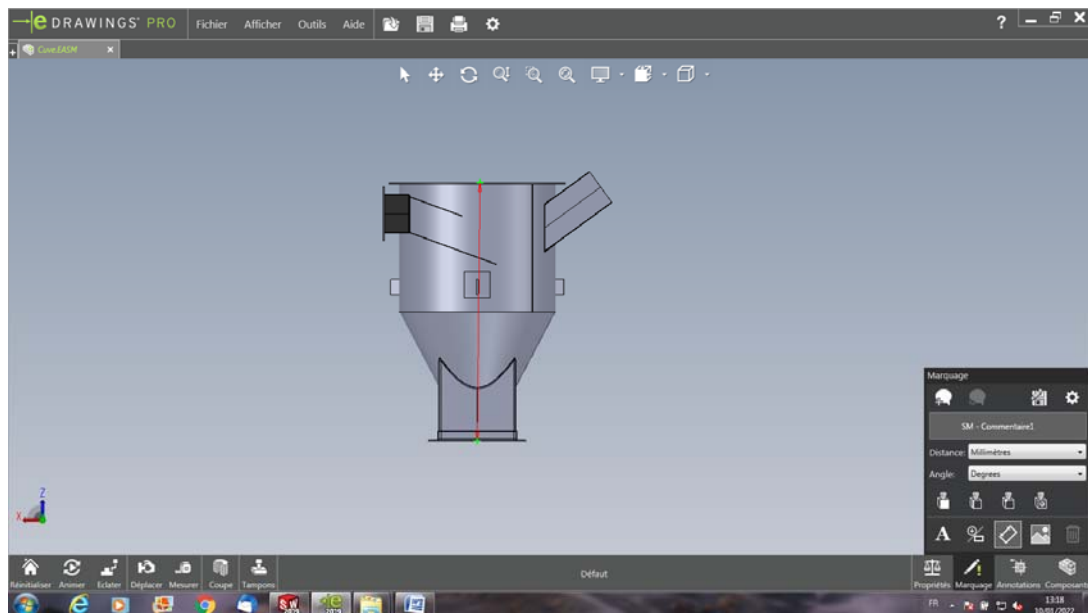 eDRAWINGS® PRO Fichier Afficher Outils Aide ?
+ Cuve.EASM x
Marquage
SM - Commentaire1
Distance: Millimètres
Angle: Degrees
A
Z
X
Réinitialiser Animer Eclater Déplacer Mesurer Coupe Tampons Défaut Propriétés Marquage Annotations Composants
FR 13:18